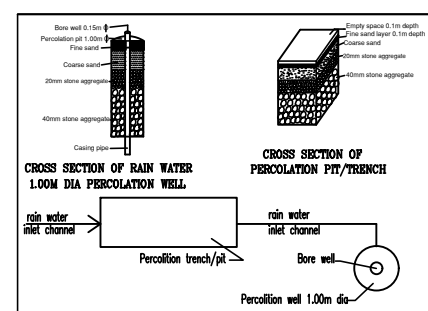 Bore well 0.15m ϕ
Percolation pit 1.00m ϕ
Fine sand
Coarse sand
20mm stone aggregate
40mm stone aggregate
Casing pipe
CROSS SECTION OF RAIN WATER
1.00M DIA PERCOLATION WELL
Empty space 0.1m depth
Fine sand layer 0.1m depth
Coarse sand
20mm stone aggregate
40mm stone aggregate
CROSS SECTION OF
PERCOLATION PIT/TRENCH
rain water
inlet channel
Percolition trench/pit
rain water
inlet channel
Bore well
Percolition well 1.00m dia